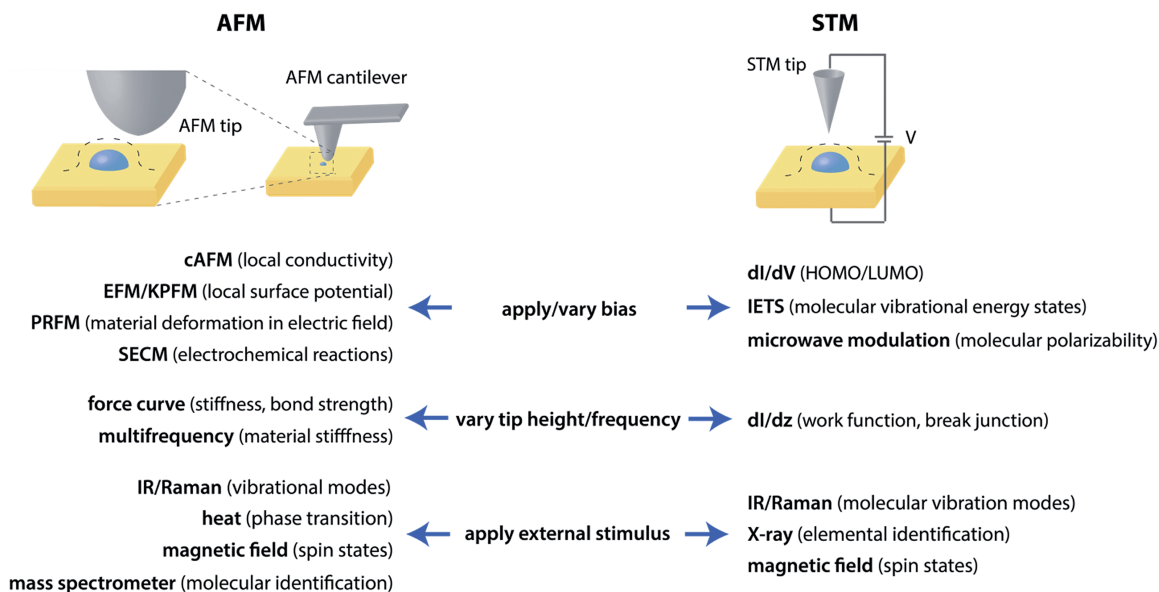 AFM
STM
AFM cantilever
AFM tip
STM tip
V
cAFM (local conductivity)
EFM/KPFM (local surface potential)
PRFM (material deformation in electric field)
SECM (electrochemical reactions)
apply/vary bias
dI/dV (HOMO/LUMO)
IETS (molecular vibrational energy states)
microwave modulation (molecular polarizability)
force curve (stiffness, bond strength)
multifrequency (material stifffness)
vary tip height/frequency
dI/dz (work function, break junction)
IR/Raman (vibrational modes)
heat (phase transition)
magnetic field (spin states)
mass spectrometer (molecular identification)
apply external stimulus
IR/Raman (molecular vibration modes)
X-ray (elemental identification)
magnetic field (spin states)